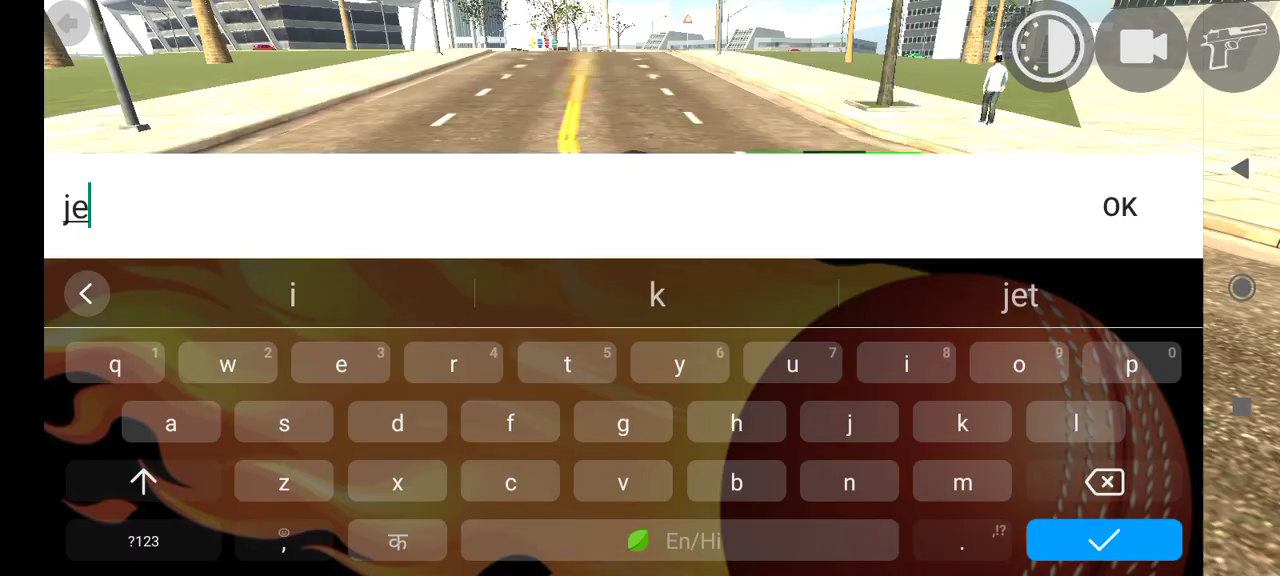 je
OK
i k jet
q 1 w 2 e 3 r 4 t 5 y 6 u 7 i 8 o 9 p 0
a s d f g h j k l
z x c v b n m
?123 , क En/Hi . ,!?